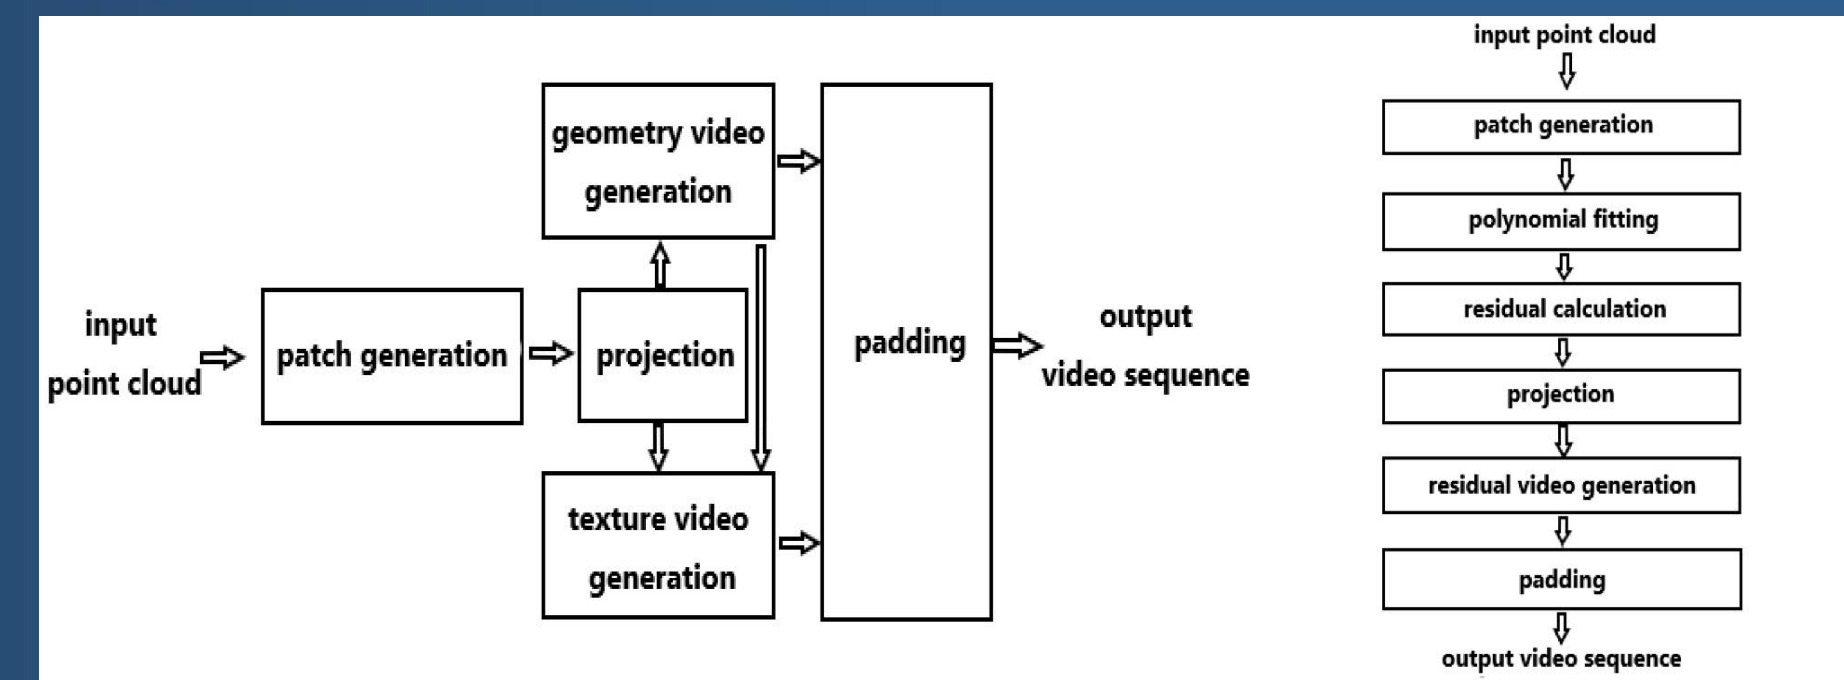 input
point cloud
patch generation
projection
geometry video
generation
texture video
generation
padding
output
video sequence
input point cloud
patch generation
polynomial fitting
residual calculation
projection
residual video generation
padding
output video sequence